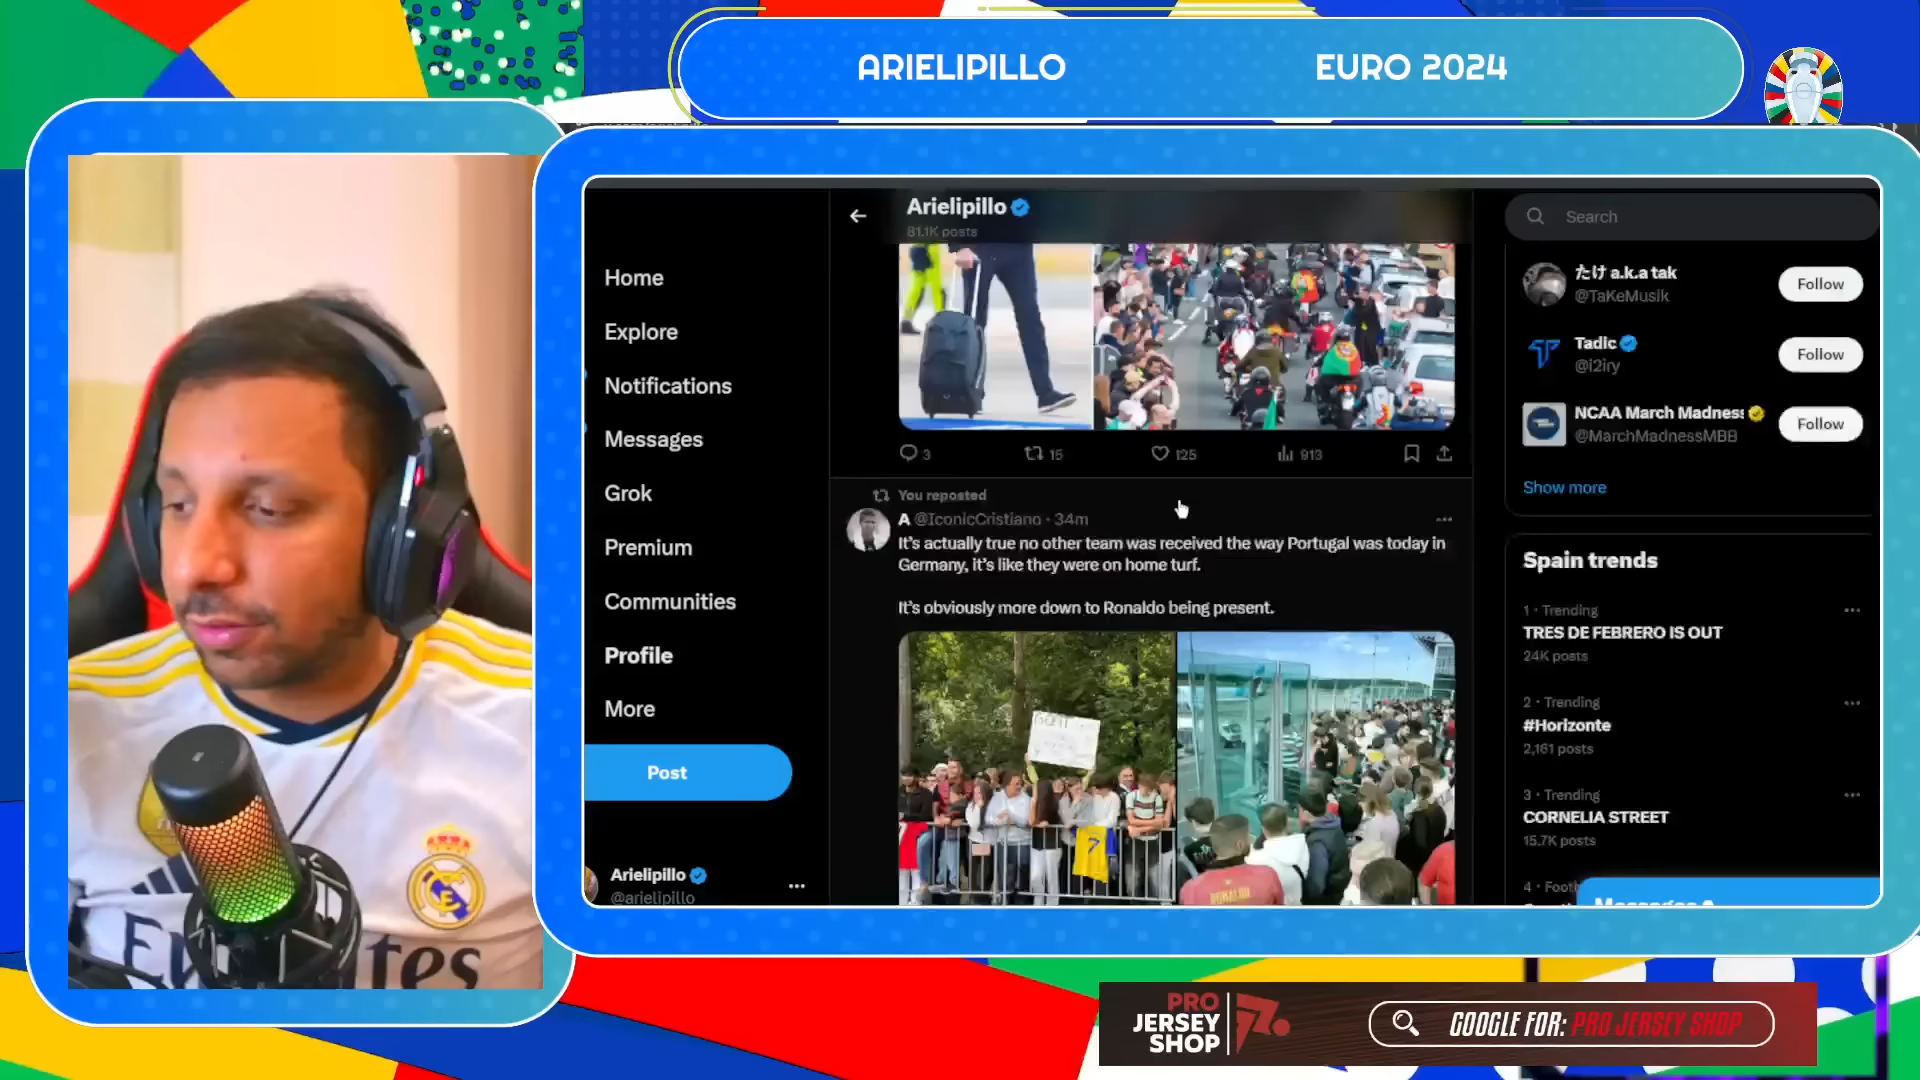 ARIELIPILLO
EURO 2024
Arielipillo
81.1K posts
Search
Home
Explore
Notifications
Messages
Grok
Premium
Communities
Profile
More
Post
Arielipillo
@arielipillo
3
15
125
913
You reposted
A @IconicCristiano · 34m
It's actually true no other team was received the way Portugal was today in
Germany, it's like they were on home turf.
It's obviously more down to Ronaldo being present.
たけ a.k.a tak
@TaKeMusik
Follow
Tadic
@i2iry
Follow
NCAA March Madness
@MarchMadnessMBB
Follow
Show more
Spain trends
1 · Trending
TRES DE FEBRERO IS OUT
24K posts
2 · Trending
#Horizonte
2,161 posts
3 · Trending
CORNELIA STREET
15.7K posts
Messages
PRO
JERSEY
SHOP
GOOGLE FOR: PRO JERSEY SHOP